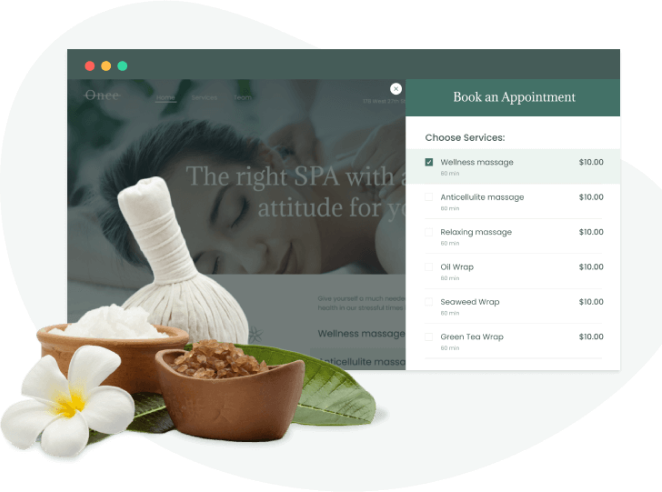 Once
Home Services Team
Book an Appointment
The right SPA with a
attitude for yo
Choose Services:
Wellness massage $10.00
60 min
Anticellulite massage $10.00
60 min
Relaxing massage $10.00
60 min
Oil Wrap $10.00
60 min
Seaweed Wrap $10.00
60 min
Green Tea Wrap $10.00
60 min
Give yourself a much needed
health in our stressful times
Wellness massage
Anticellulite massa